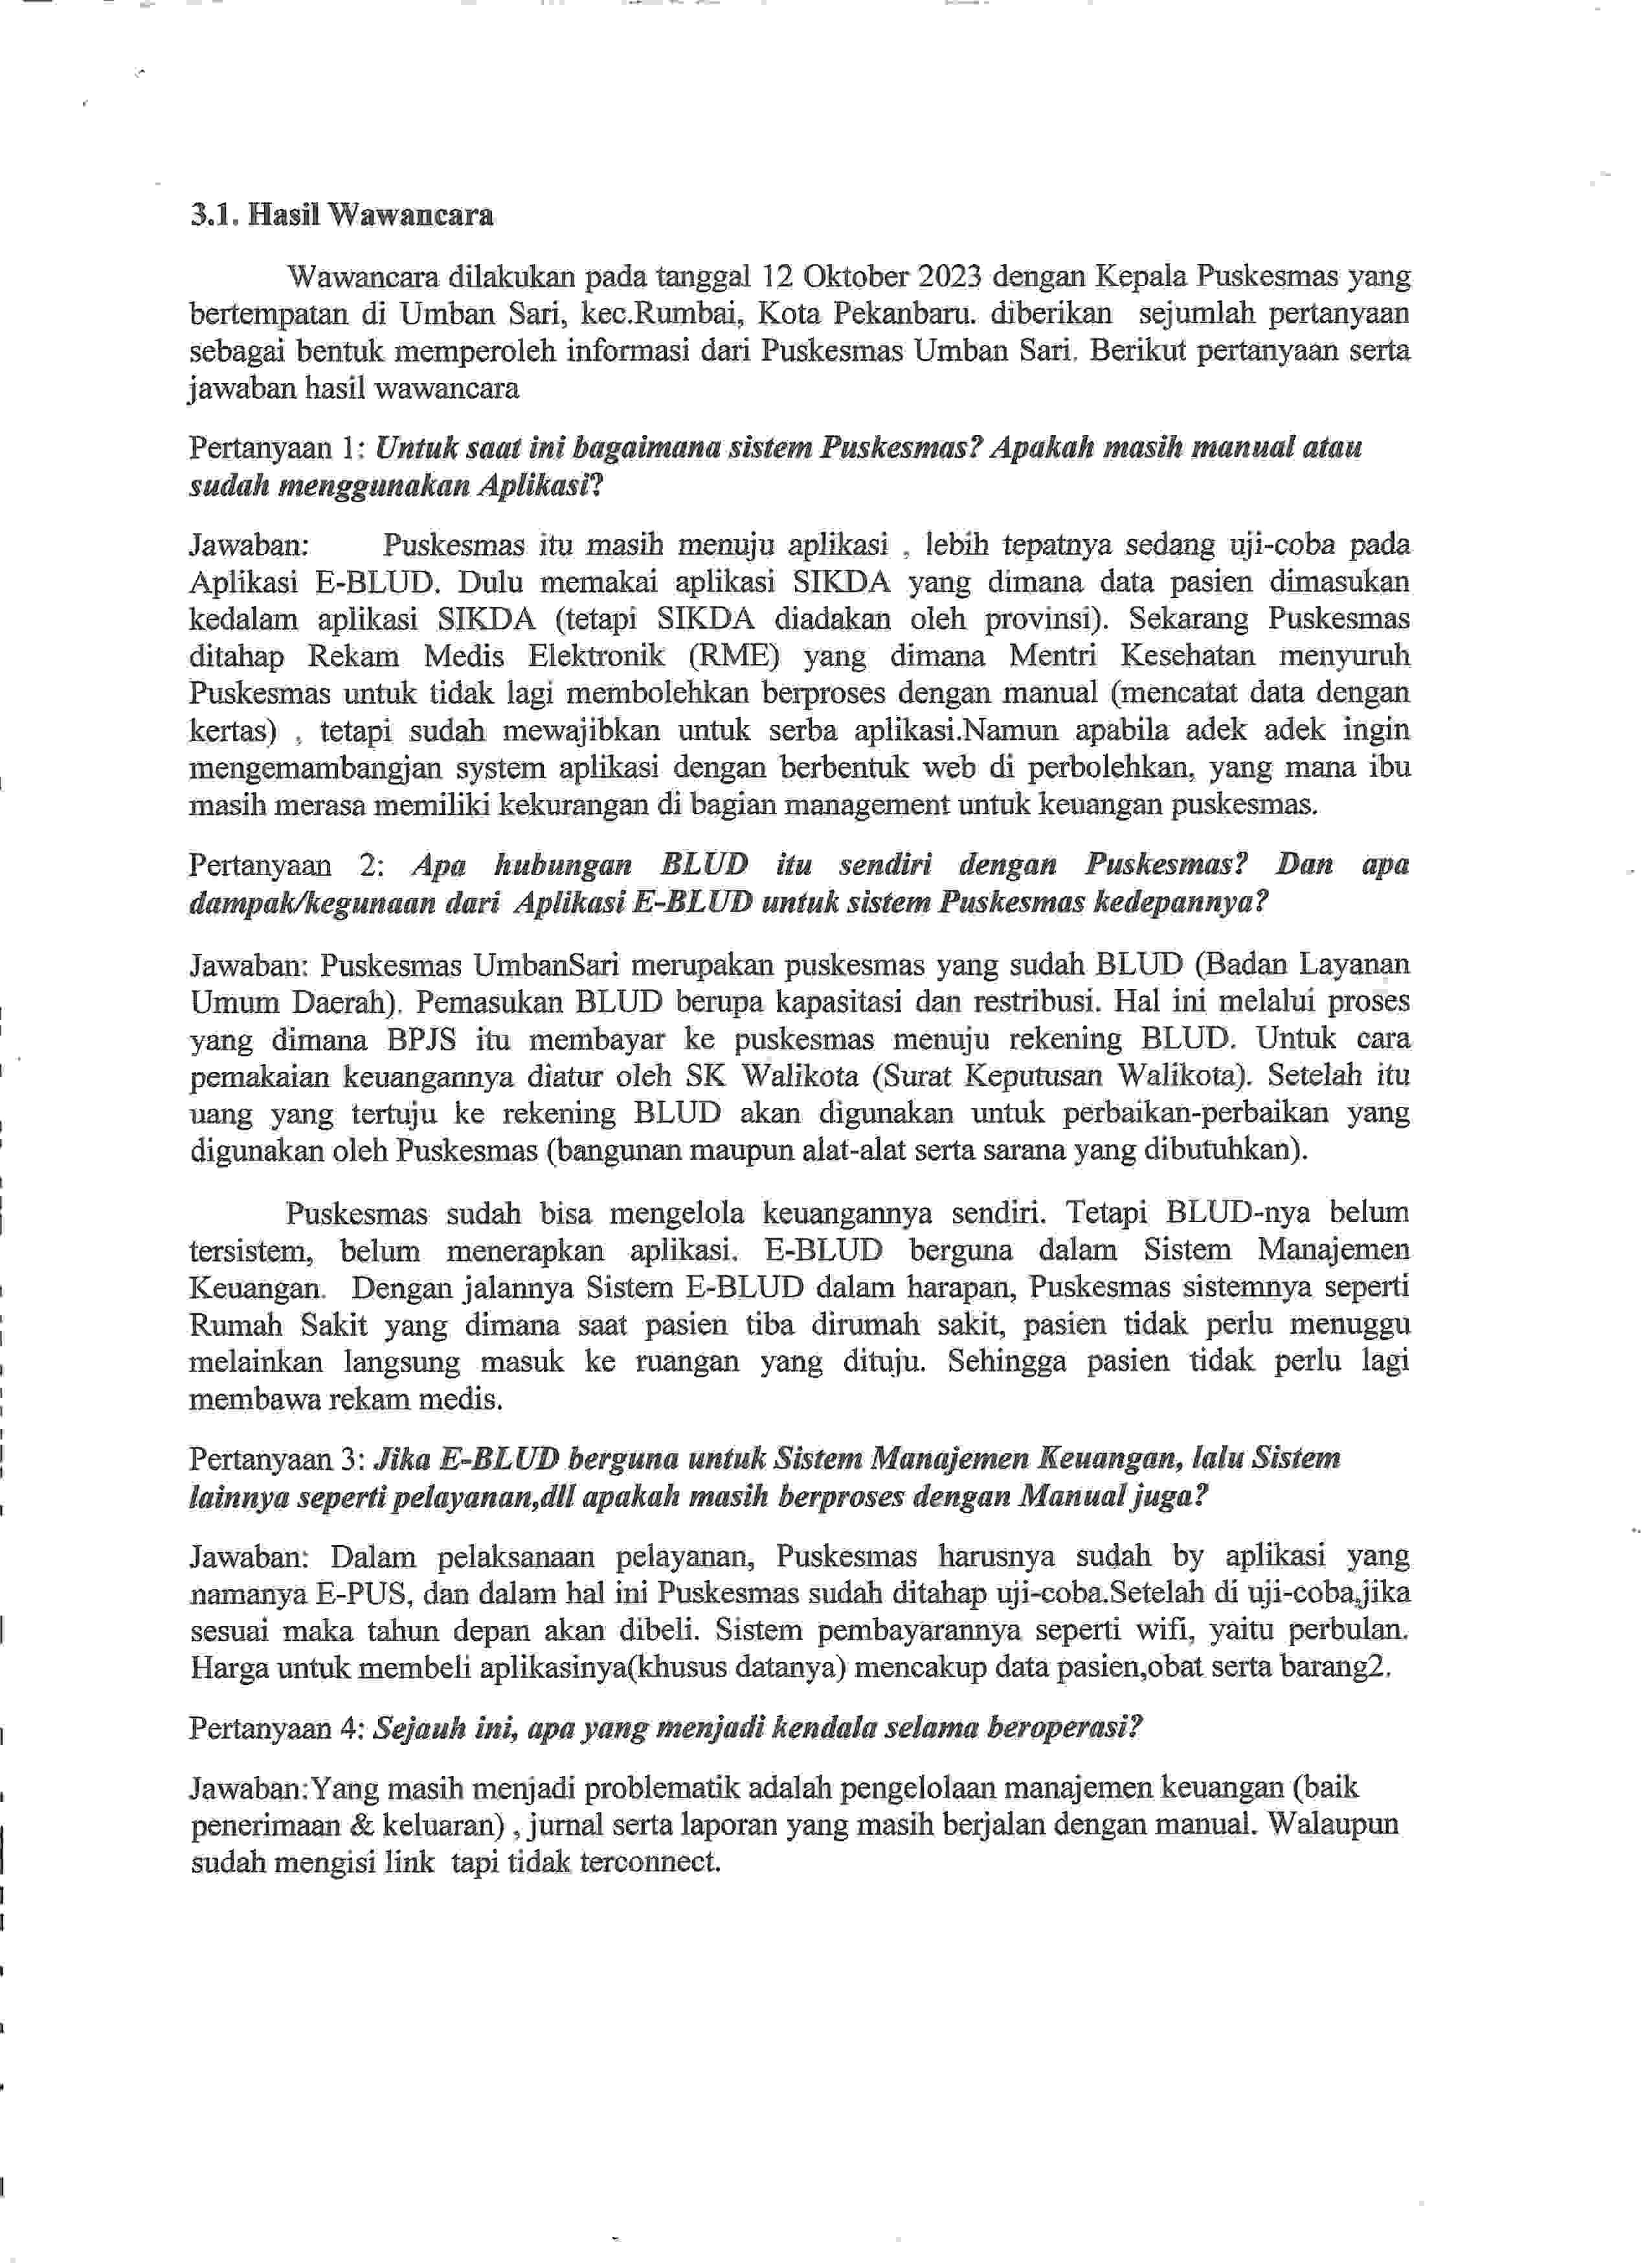 3.1. Hasil Wawancara
Wawancara dilakukan pada tanggal 12 Oktober 2023 dengan Kepala Puskesmas yang
bertempatan di Umban Sari, kec.Rumbai, Kota Pekanbaru. diberikan sejumlah pertanyaan
sebagai bentuk memperoleh informasi dari Puskesmas Umban Sari. Berikut pertanyaan serta
jawaban hasil wawancara
Pertanyaan 1: Untuk saat ini bagaimana sistem Puskesmas? Apakah masih manual atau
sudah menggunakan Aplikasi?
Jawaban: Puskesmas itu masih menuju aplikasi , lebih tepatnya sedang uji-coba pada
Aplikasi E-BLUD. Dulu memakai aplikasi SIKDA yang dimana data pasien dimasukan
kedalam aplikasi SIKDA (tetapi SIKDA diadakan oleh provinsi). Sekarang Puskesmas
ditahap Rekam Medis Elektronik (RME) yang dimana Mentri Kesehatan menyuruh
Puskesmas untuk tidak lagi membolehkan berproses dengan manual (mencatat data dengan
kertas) , tetapi sudah mewajibkan untuk serba aplikasi.Namun apabila adek adek ingin
mengemambangjan system aplikasi dengan berbentuk web di perbolehkan, yang mana ibu
masih merasa memiliki kekurangan di bagian management untuk keuangan puskesmas.
Pertanyaan 2: Apa hubungan BLUD itu sendiri dengan Puskesmas? Dan apa
dampak/kegunaan dari Aplikasi E-BLUD untuk sistem Puskesmas kedepannya?
Jawaban: Puskesmas UmbanSari merupakan puskesmas yang sudah BLUD (Badan Layanan
Umum Daerah). Pemasukan BLUD berupa kapasitasi dan restribusi. Hal ini melalui proses
yang dimana BPJS itu membayar ke puskesmas menuju rekening BLUD. Untuk cara
pemakaian keuangannya diatur oleh SK Walikota (Surat Keputusan Walikota). Setelah itu
uang yang tertuju ke rekening BLUD akan digunakan untuk perbaikan-perbaikan yang
digunakan oleh Puskesmas (bangunan maupun alat-alat serta sarana yang dibutuhkan).
Puskesmas sudah bisa mengelola keuangannya sendiri. Tetapi BLUD-nya belum
tersistem, belum menerapkan aplikasi. E-BLUD berguna dalam Sistem Manajemen
Keuangan. Dengan jalannya Sistem E-BLUD dalam harapan, Puskesmas sistemnya seperti
Rumah Sakit yang dimana saat pasien tiba dirumah sakit, pasien tidak perlu menuggu
melainkan langsung masuk ke ruangan yang dituju. Sehingga pasien tidak perlu lagi
membawa rekam medis.
Pertanyaan 3: Jika E-BLUD berguna untuk Sistem Manajemen Keuangan, lalu Sistem
lainnya seperti pelayanan,dll apakah masih berproses dengan Manual juga?
Jawaban: Dalam pelaksanaan pelayanan, Puskesmas harusnya sudah by aplikasi yang
namanya E-PUS, dan dalam hal ini Puskesmas sudah ditahap uji-coba.Setelah di uji-coba,jika
sesuai maka tahun depan akan dibeli. Sistem pembayarannya seperti wifi, yaitu perbulan.
Harga untuk membeli aplikasinya(khusus datanya) mencakup data pasien,obat serta barang2.
Pertanyaan 4: Sejauh ini, apa yang menjadi kendala selama beroperasi?
Jawaban:Yang masih menjadi problematik adalah pengelolaan manajemen keuangan (baik
penerimaan & keluaran) , jurnal serta laporan yang masih berjalan dengan manual. Walaupun
sudah mengisi link tapi tidak terconnect.